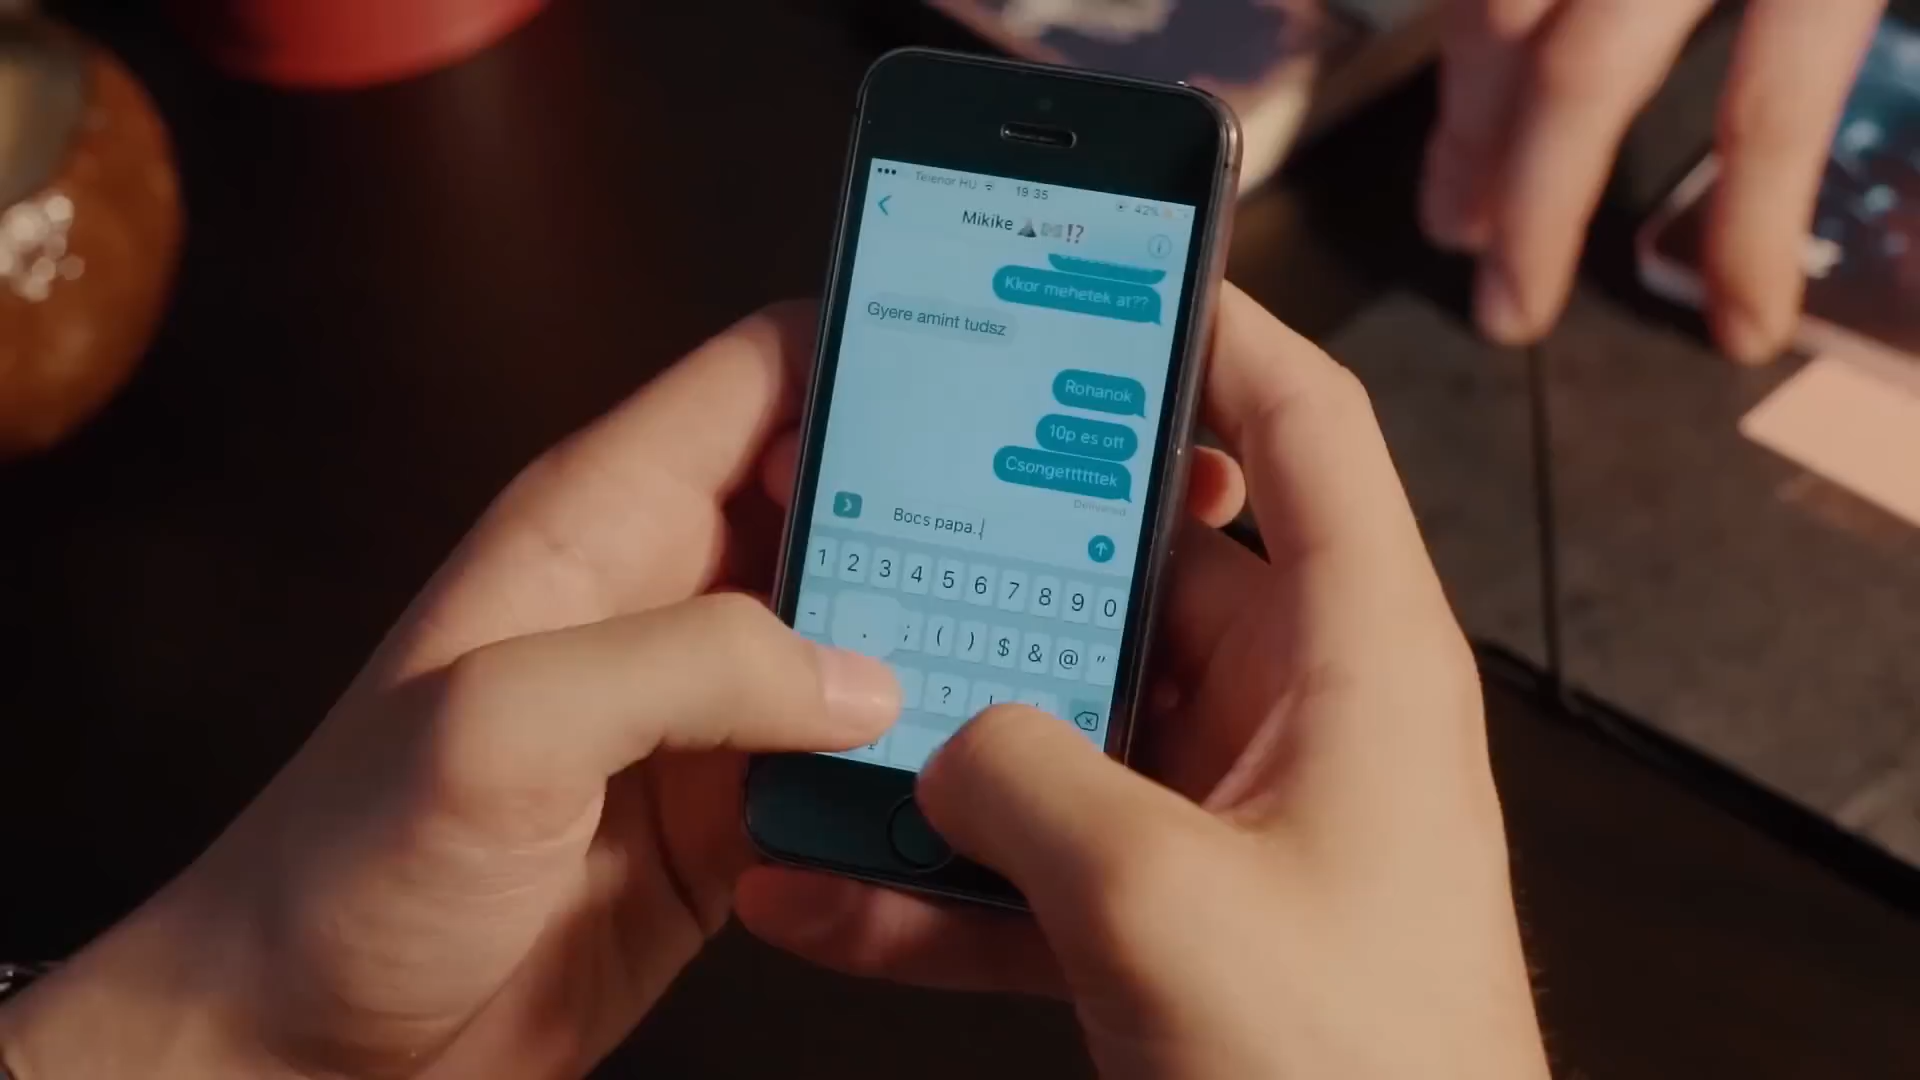 Telenor HU 19 35 42%
Mikike ⁉
Kkor mehetek at??
Gyere amint tudsz
Rohanok
10p es ott
Csongettttttek
Delivered
Bocs papa..
1 2 3 4 5 6 7 8 9 0
- . ; ( ) $ & @ "
?